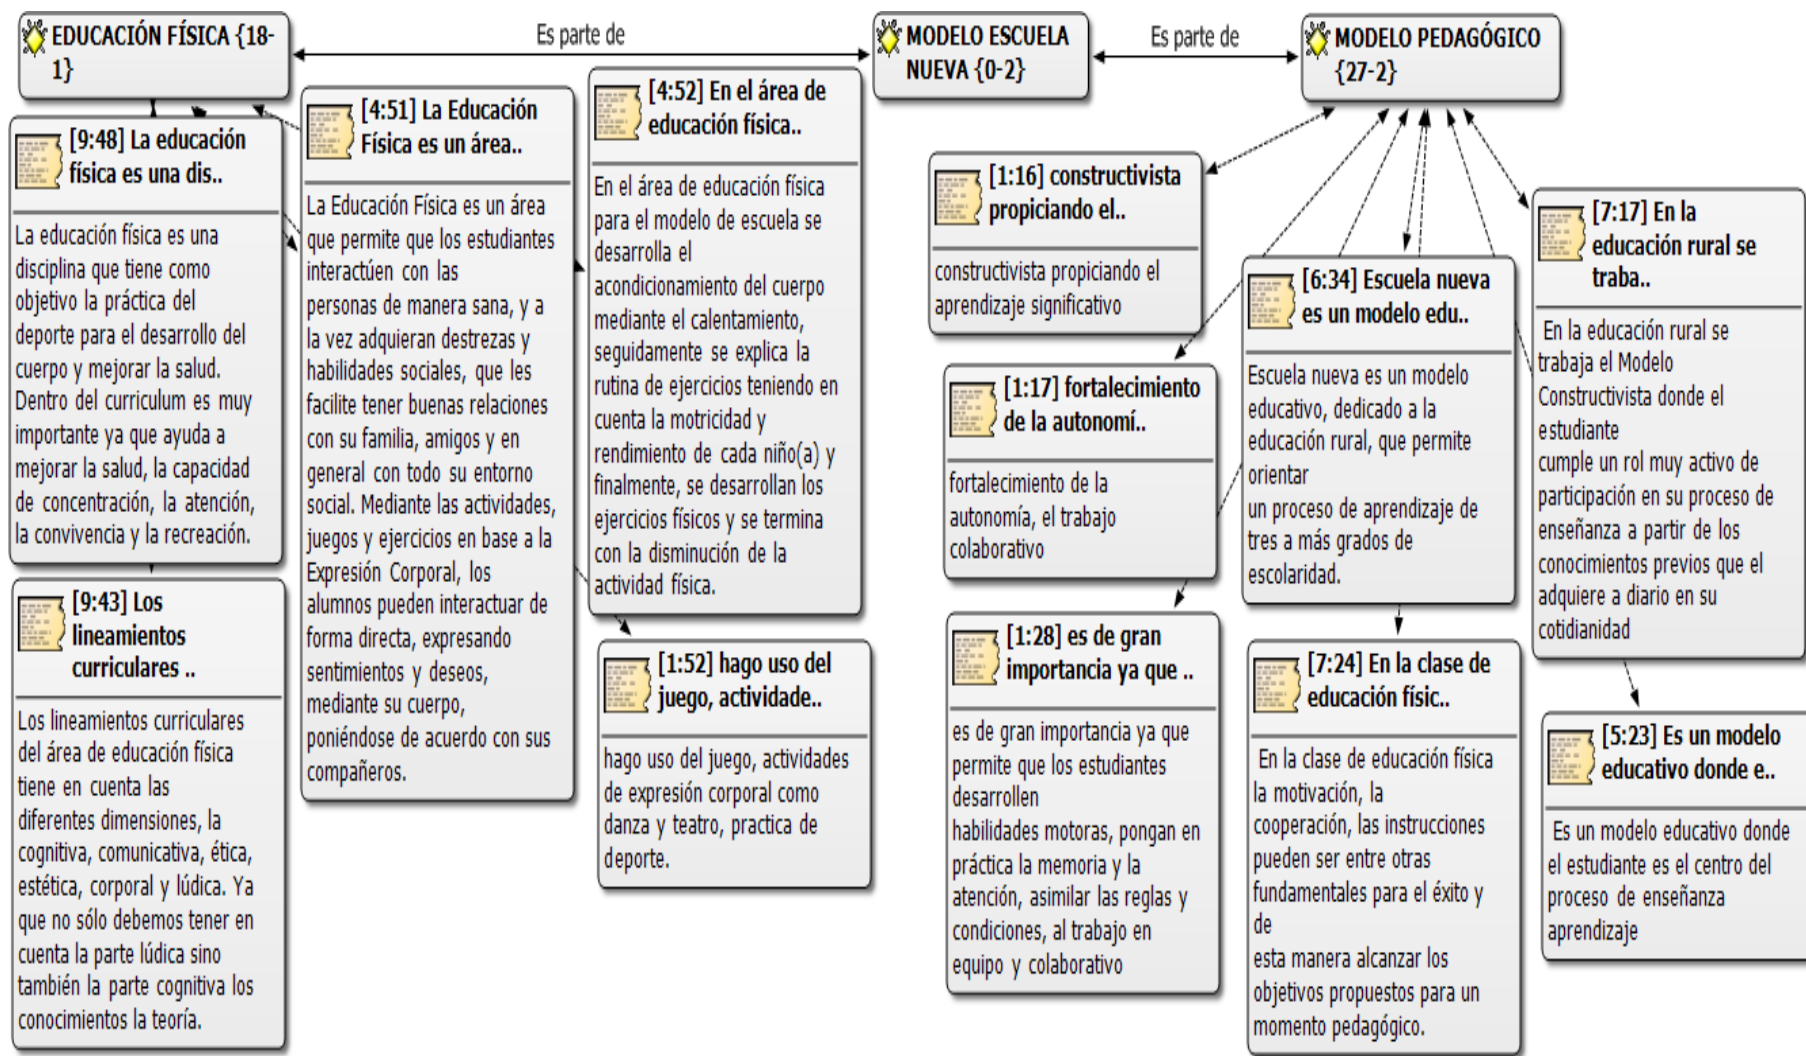 EDUCACIÓN FÍSICA {18-
1}
Es parte de
MODELO ESCUELA
NUEVA {0-2}
Es parte de
MODELO PEDAGÓGICO
{27-2}
[9:48] La educación
física es una dis..
La educación física es una
disciplina que tiene como
objetivo la práctica del
deporte para el desarrollo del
cuerpo y mejorar la salud.
Dentro del curriculum es muy
importante ya que ayuda a
mejorar la salud, la capacidad
de concentración, la atención,
la convivencia y la recreación.
[9:43] Los
lineamientos
curriculares ..
Los lineamientos curriculares
del área de educación física
tiene en cuenta las
diferentes dimensiones, la
cognitiva, comunicativa, ética,
estética, corporal y lúdica. Ya
que no sólo debemos tener en
cuenta la parte lúdica sino
también la parte cognitiva los
conocimientos la teoría.
[4:51] La Educación
Física es un área..
La Educación Física es un área
que permite que los estudiantes
interactúen con las
personas de manera sana, y a
la vez adquieran destrezas y
habilidades sociales, que les
facilite tener buenas relaciones
con su familia, amigos y en
general con todo su entorno
social. Mediante las actividades,
juegos y ejercicios en base a la
Expresión Corporal, los
alumnos pueden interactuar de
forma directa, expresando
sentimientos y deseos,
mediante su cuerpo,
poniéndose de acuerdo con sus
compañeros.
[4:52] En el área de
educación física..
En el área de educación física
para el modelo de escuela se
desarrolla el
acondicionamiento del cuerpo
mediante el calentamiento,
seguidamente se explica la
rutina de ejercicios teniendo en
cuenta la motricidad y
rendimiento de cada niño(a) y
finalmente, se desarrollan los
ejercicios físicos y se termina
con la disminución de la
actividad física.
[1:52] hago uso del
juego, actividade..
hago uso del juego, actividades
de expresión corporal como
danza y teatro, practica de
deporte.
[1:16] constructivista
propiciando el..
constructivista propiciando el
aprendizaje significativo
[1:17] fortalecimiento
de la autonomí..
fortalecimiento de la
autonomía, el trabajo
colaborativo
[1:28] es de gran
importancia ya que ..
es de gran importancia ya que
permite que los estudiantes
desarrollen
habilidades motoras, pongan en
práctica la memoria y la
atención, asimilar las reglas y
condiciones, al trabajo en
equipo y colaborativo
[6:34] Escuela nueva
es un modelo edu..
Escuela nueva es un modelo
educativo, dedicado a la
educación rural, que permite
orientar
un proceso de aprendizaje de
tres a más grados de
escolaridad.
[7:24] En la clase de
educación físic..
En la clase de educación física
la motivación, la
cooperación, las instrucciones
pueden ser entre otras
fundamentales para el éxito y
de
esta manera alcanzar los
objetivos propuestos para un
momento pedagógico.
[7:17] En la
educación rural se
traba..
En la educación rural se
trabaja el Modelo
Constructivista donde el
estudiante
cumple un rol muy activo de
participación en su proceso de
enseñanza a partir de los
conocimientos previos que el
adquiere a diario en su
cotidianidad
[5:23] Es un modelo
educativo donde e..
Es un modelo educativo donde
el estudiante es el centro del
proceso de enseñanza
aprendizaje